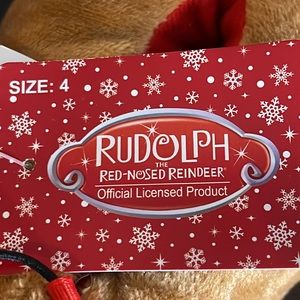 SIZE: 4
RUDOLPH
THE
RED-NOSED REINDEER
Official Licensed Product